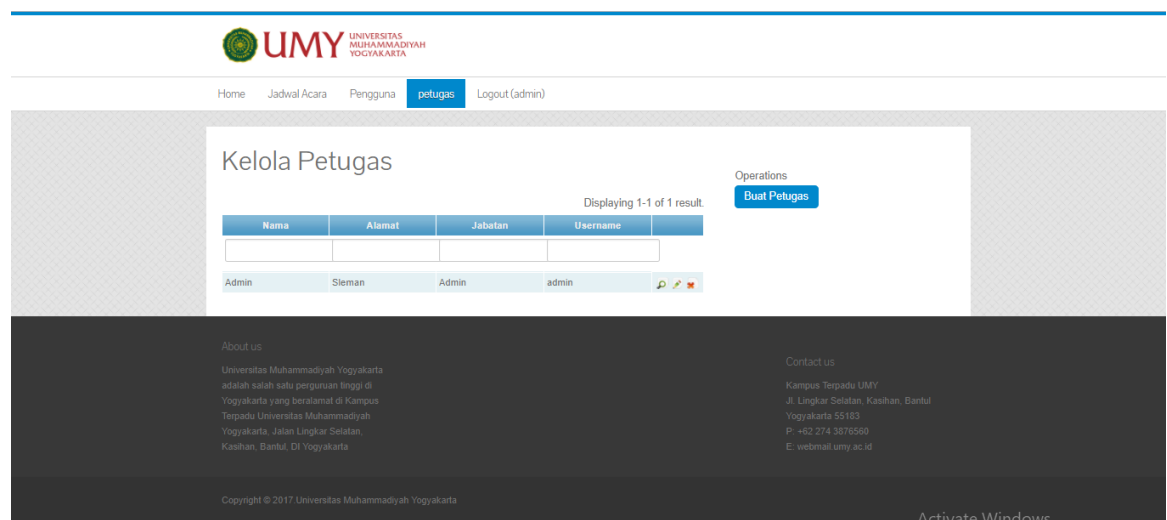 UMY UNIVERSITAS
MUHAMMADIYAH
YOGYAKARTA
Home Jadwal Acara Pengguna petugas Logout (admin)
Kelola Petugas
Displaying 1-1 of 1 result.
Nama Alamat Jabatan Username
Admin Sleman Admin admin
Operations
Buat Petugas
About us
Universitas Muhammadiyah Yogyakarta
adalah salah satu perguruan tinggi di
Yogyakarta yang beralamat di Kampus
Terpadu Universitas Muhammadiyah
Yogyakarta, Jalan Lingkar Selatan,
Kasihan, Bantul, DI Yogyakarta
Contact us
Kampus Terpadu UMY
Jl. Lingkar Selatan, Kasihan, Bantul
Yogyakarta 55183
P: +62 274 3876560
E: webmail.umy.ac.id
Copyright © 2017.Universitas Muhammadiyah Yogyakarta
Activate Windows